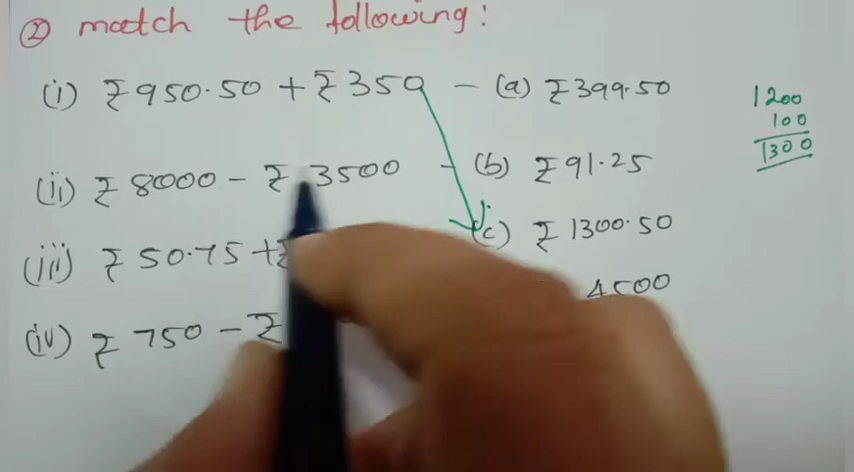 ② match the following:
(i) ₹950.50 + ₹350 - (a) ₹399.50
(ii) ₹8000 - ₹3500 - (b) ₹91.25
(iii) ₹50.75 + ₹ (c) ₹1300.50
4500
(iv) ₹750 - ₹
1200
100
1300